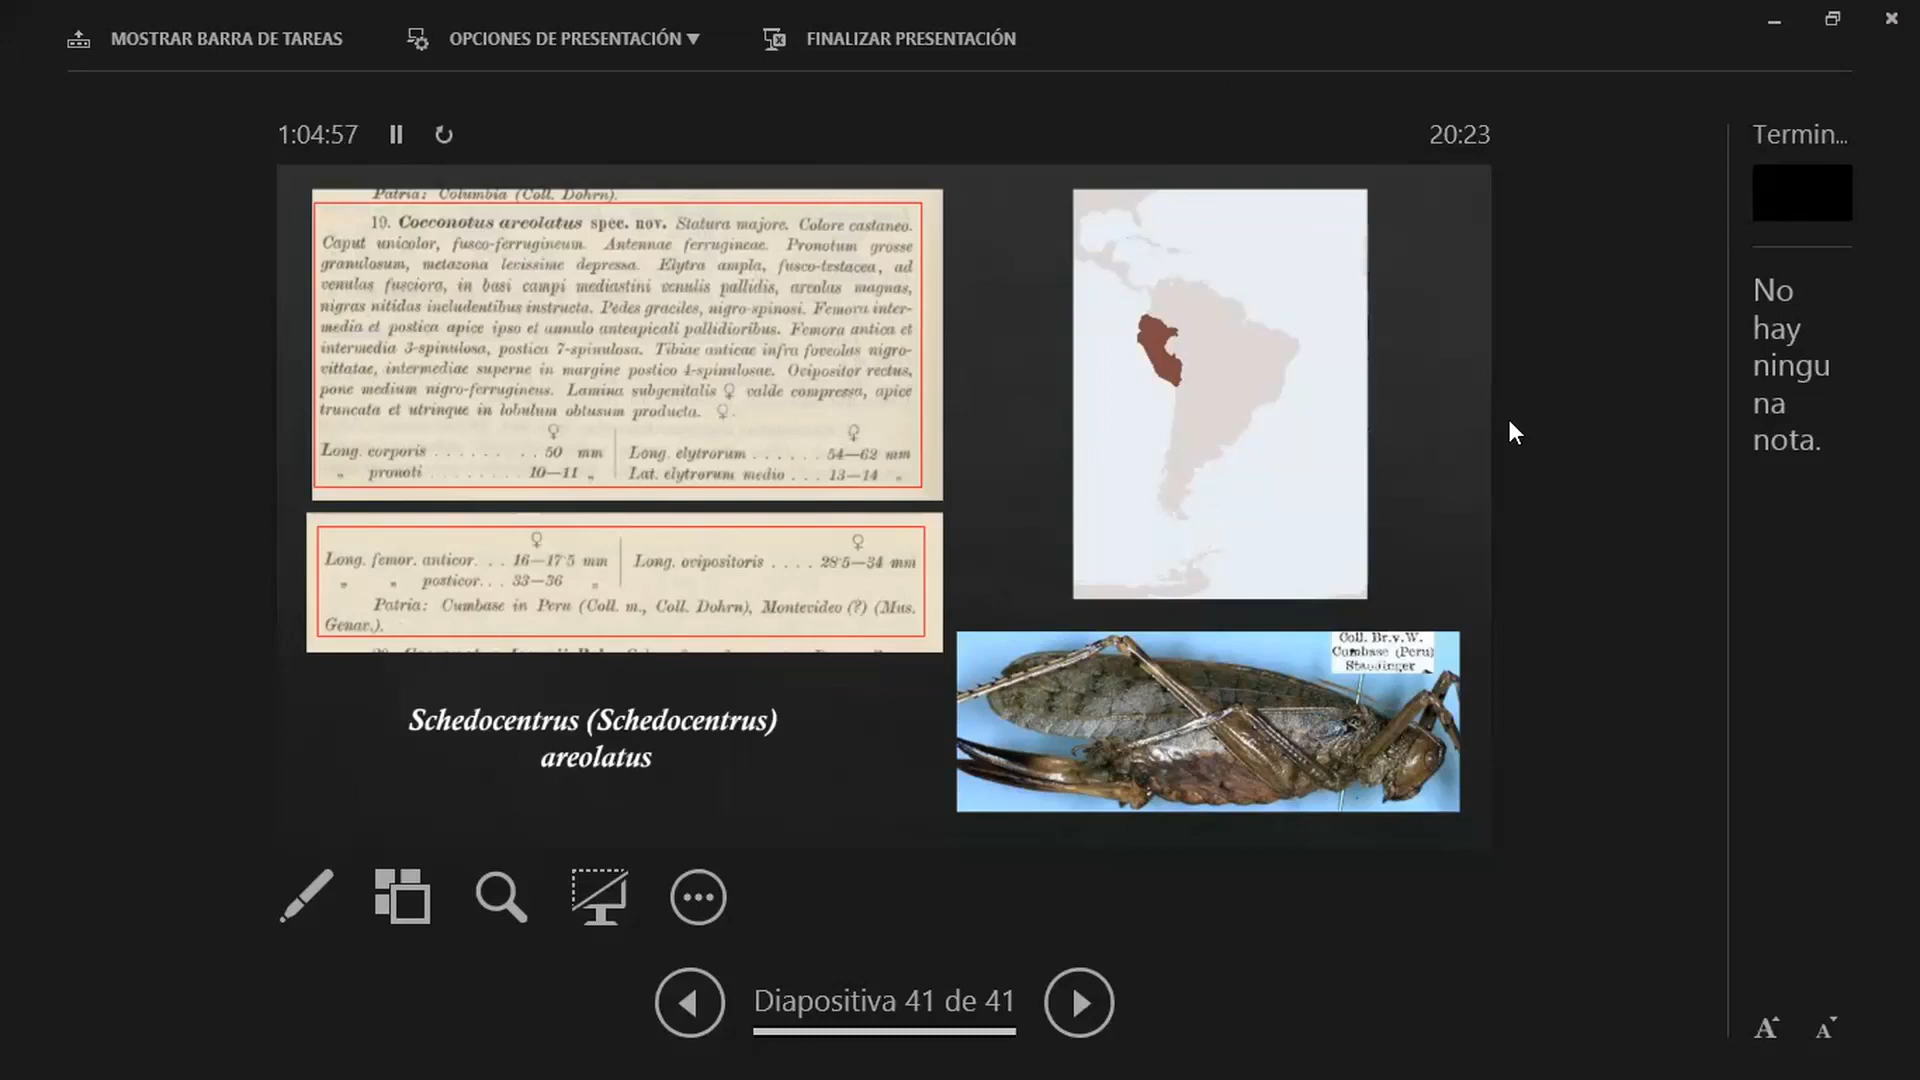 MOSTRAR BARRA DE TAREAS
OPCIONES DE PRESENTACIÓN
FINALIZAR PRESENTACIÓN
1:04:57
20:23
Patria: Columbia (Coll. Dohrn).
19. Cocconotus areolatus spec. nov. Statura majore. Colore castaneo.
Caput unicolor, fusco-ferrugineum. Antennae ferrugineae. Pronotum grosse
granulosum, metazona levissime depressa. Elytra ampla, fusco-testacea, ad
venulas fusciora, in basi campi mediastini venulis pallidis, areolas magnas,
nigras nitidas includentibus instructa. Pedes graciles, nigro-spinosi. Femora inter-
media et postica apice ipso et annulo anteapicali pallidioribus. Femora antica et
intermedia 3-spinulosa, postica 7-spinulosa. Tibiae anticae infra foveolas nigro-
vittatae, intermediae superne in margine postico 4-spinulosae. Ovipositor rectus,
pone medium nigro-ferrugineus. Lamina subgenitalis ♀ valde compressa, apice
truncata et utrinque in lobulum obtusum producta. ♀.
♀ ♀
Long. corporis . . . . . . . . 50 mm Long. elytrorum . . . . . . 54—62 mm
„ pronoti . . . . . . . . 10—11 „ Lat. elytrorum medio . . . 13—14 „
♀ ♀
Long. femor. anticor. . . 16—17·5 mm Long. ovipositoris . . . . 28·5—34 mm
„ „ posticor. . . 33—36 „
Patria: Cumbase in Peru (Coll. m., Coll. Dohrn), Montevideo (?) (Mus.
Genav.).
Schedocentrus (Schedocentrus)
areolatus
Coll. Br.v.W.
Cumbase (Peru)
Staudinger
Termin...
No
hay
ningu
na
nota.
Diapositiva 41 de 41
A A